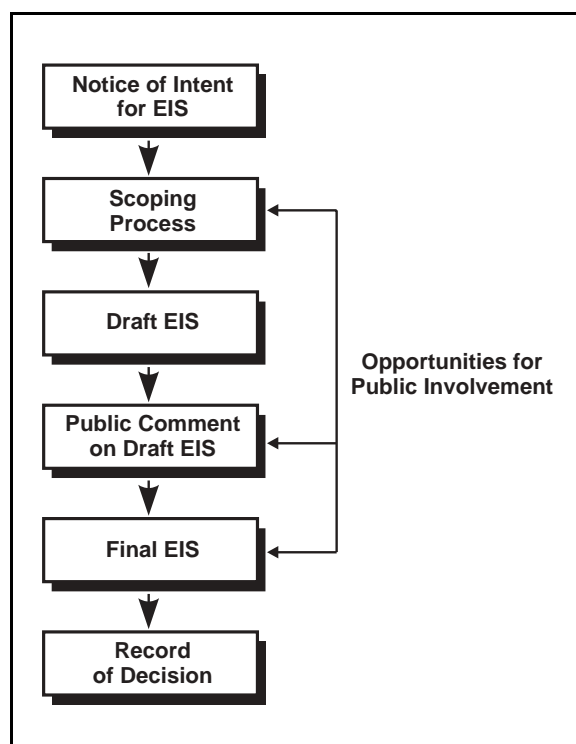 Notice of Intent
for EIS
Scoping
Process
Draft EIS
Opportunities for
Public Involvement
Public Comment
on Draft EIS
Final EIS
Record
of Decision